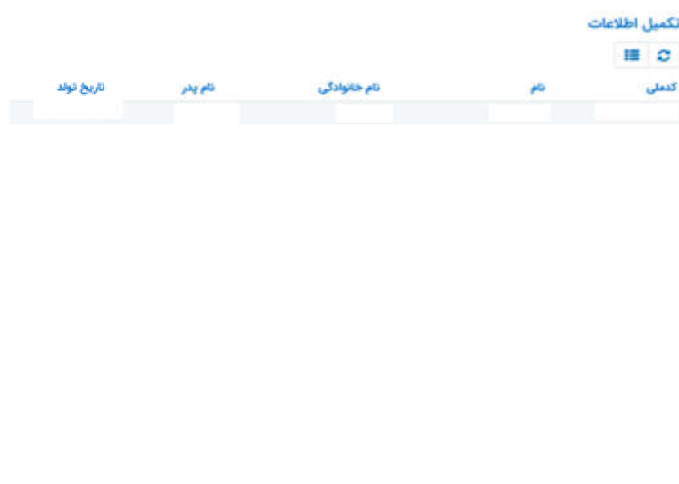 تکمیل اطلاعات
کدملی نام نام خانوادگی نام پدر تاریخ تولد